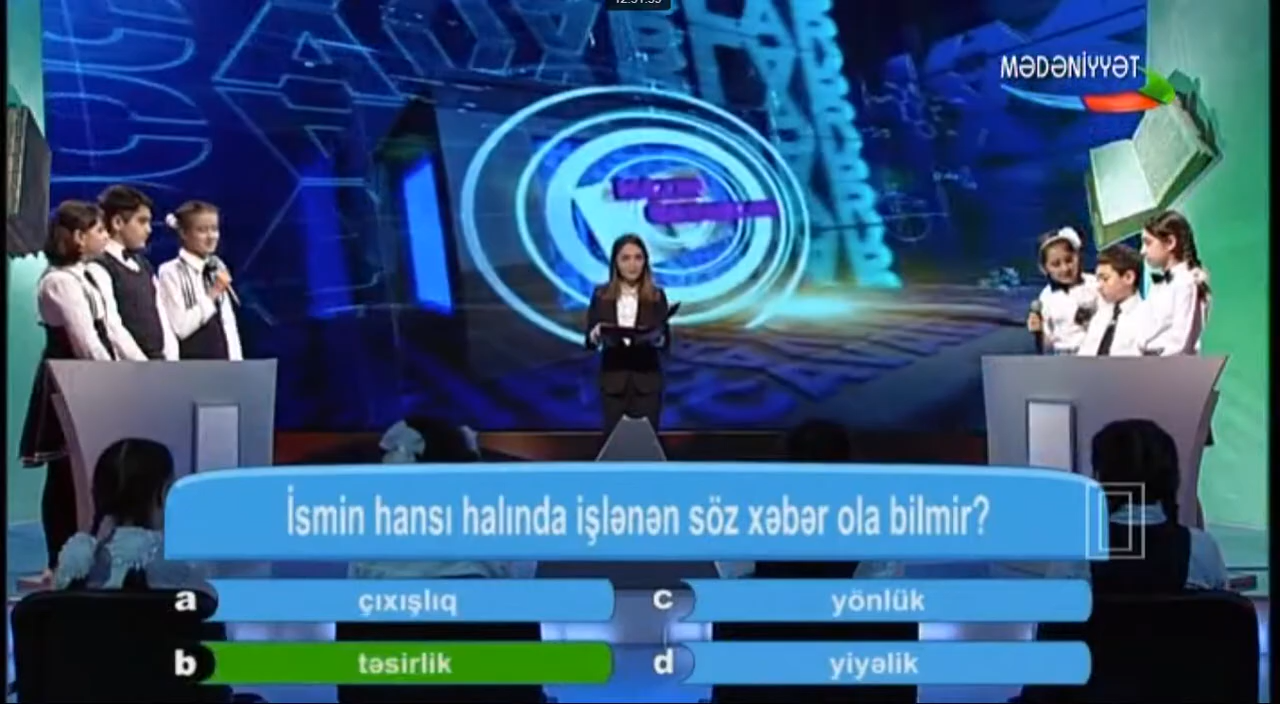 MƏDƏNİYYƏT
İsmin hansı halında işlənən söz xəbər ola bilmir?
a çıxışlıq
c yönlük
b təsirlik
d yiyəlik